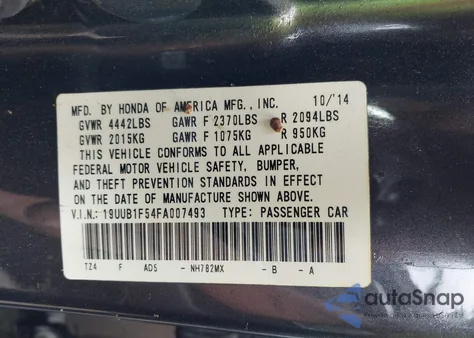 MFD. BY HONDA OF AMERICA MFG., INC. 10/'14
GVWR 4442LBS GAWR F 2370LBS R 2094LBS
GVWR 2015KG GAWR F 1075KG R 950KG
THIS VEHICLE CONFORMS TO ALL APPLICABLE
FEDERAL MOTOR VEHICLE SAFETY, BUMPER,
AND THEFT PREVENTION STANDARDS IN EFFECT
ON THE DATE OF MANUFACTURE SHOWN ABOVE.
V.I.N.: 19UUB1F54FA007493 TYPE: PASSENGER CAR
TZ4 F AD5 -NH782MX -B -A
autoSnap